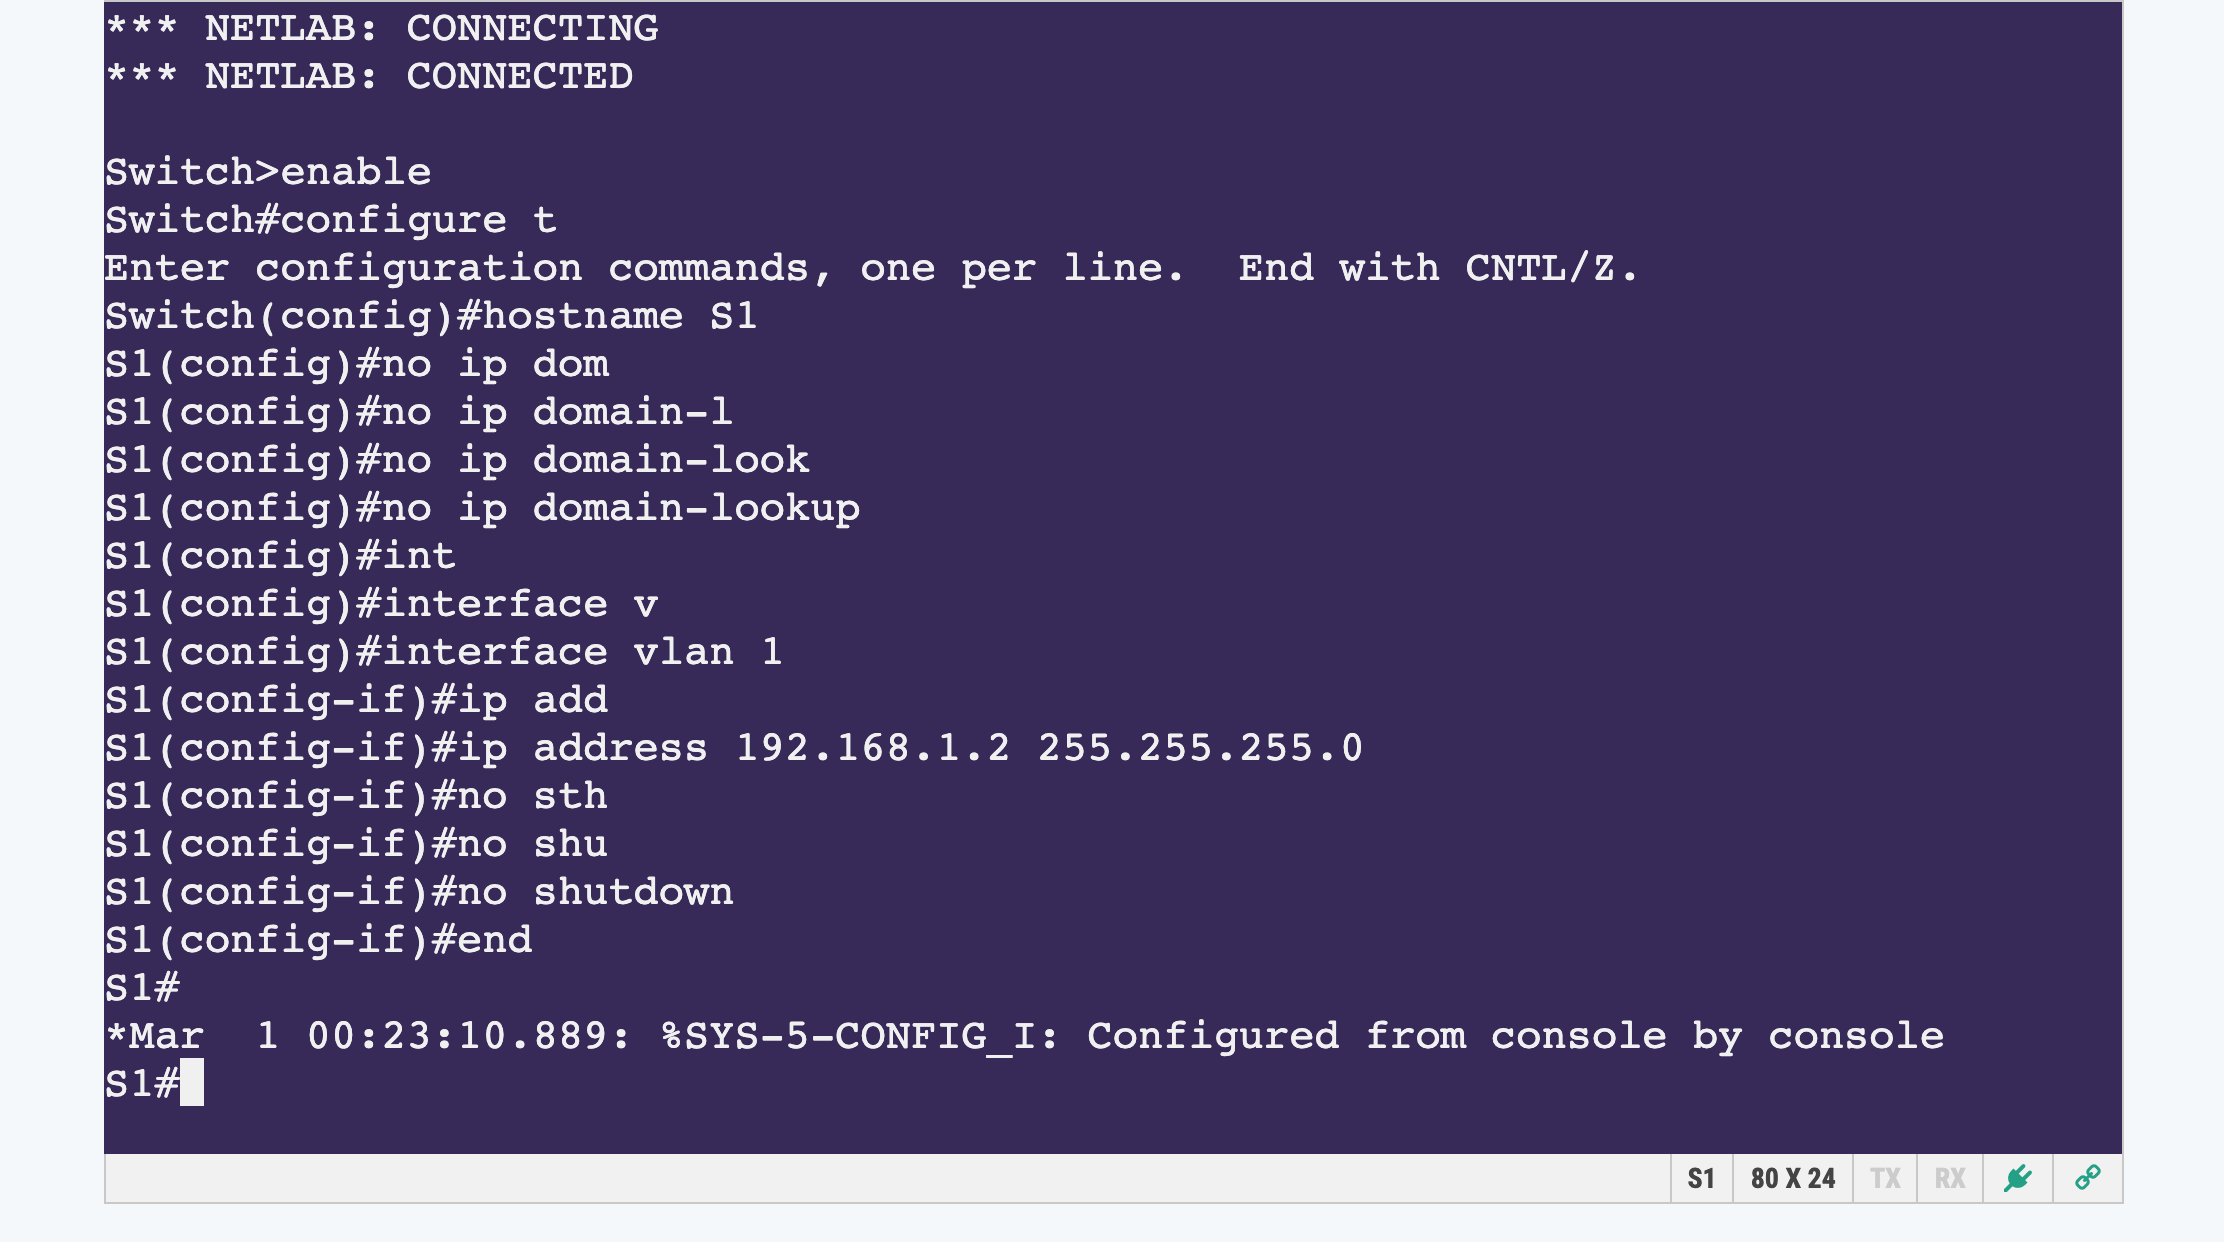 *** NETLAB: CONNECTING
*** NETLAB: CONNECTED
Switch>enable
Switch#configure t
Enter configuration commands, one per line.  End with CNTL/Z.
Switch(config)#hostname S1
S1(config)#no ip dom
S1(config)#no ip domain-l
S1(config)#no ip domain-look
S1(config)#no ip domain-lookup
S1(config)#int
S1(config)#interface v
S1(config)#interface vlan 1
S1(config-if)#ip add
S1(config-if)#ip address 192.168.1.2 255.255.255.0
S1(config-if)#no sth
S1(config-if)#no shu
S1(config-if)#no shutdown
S1(config-if)#end
S1#
*Mar  1 00:23:10.889: %SYS-5-CONFIG_I: Configured from console by console
S1#
S1 80 X 24 TX RX